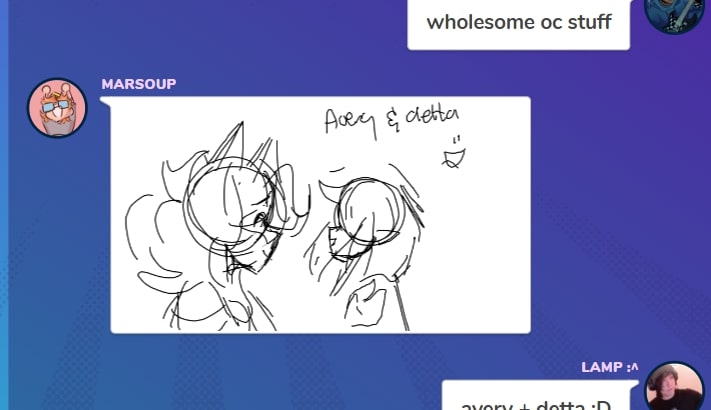 wholesome oc stuff
MARSOUP
Avery & detta
LAMP :^
avery + detta :D